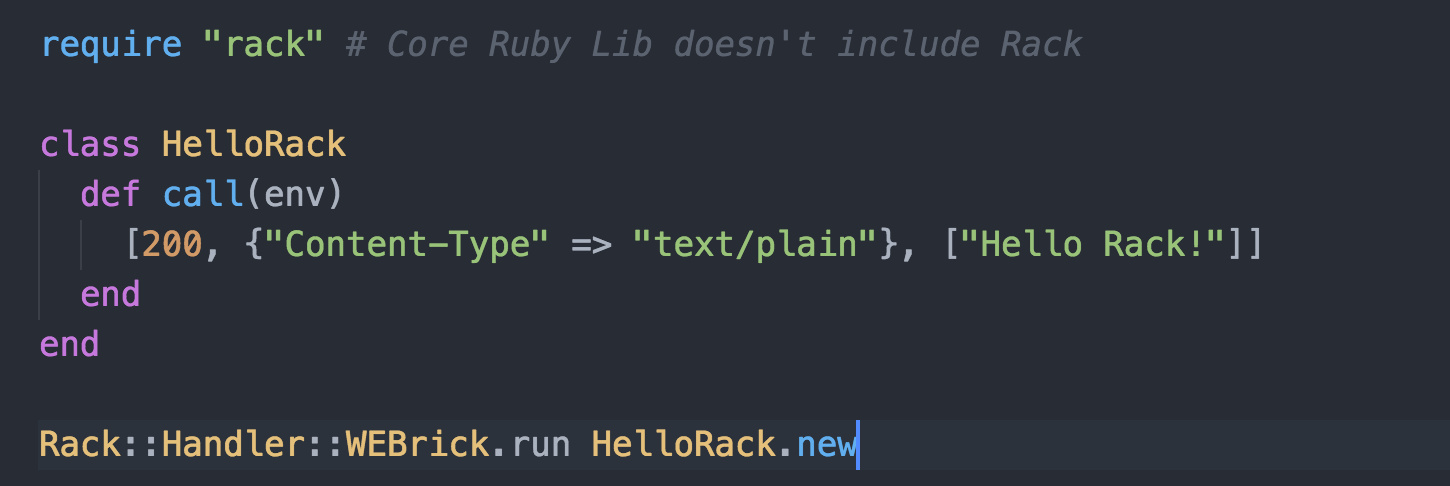 require "rack" # Core Ruby Lib doesn't include Rack
class HelloRack
def call(env)
[200, {"Content-Type" => "text/plain"}, ["Hello Rack!"]]
end
end
Rack::Handler::WEBrick.run HelloRack.new